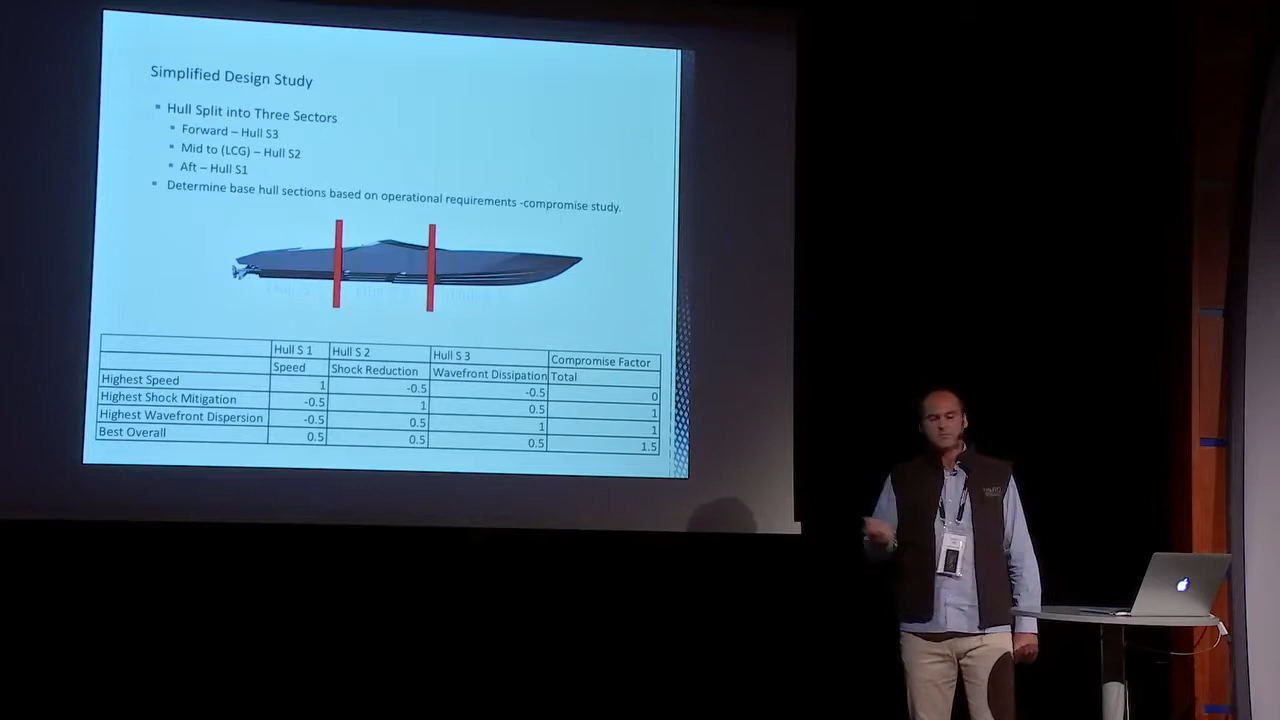 Simplified Design Study
Hull Split into Three Sectors
Forward – Hull S3
Mid to (LCG) – Hull S2
Aft – Hull S1
Determine base hull sections based on operational requirements -compromise study.
Hull S 1 Hull S 2 Hull S 3 Compromise Factor
Speed Shock Reduction Wavefront Dissipation Total
Highest Speed 1 -0.5 -0.5 0
Highest Shock Mitigation -0.5 1 0.5 1
Highest Wavefront Dispersion -0.5 0.5 1 1
Best Overall 0.5 0.5 0.5 1.5